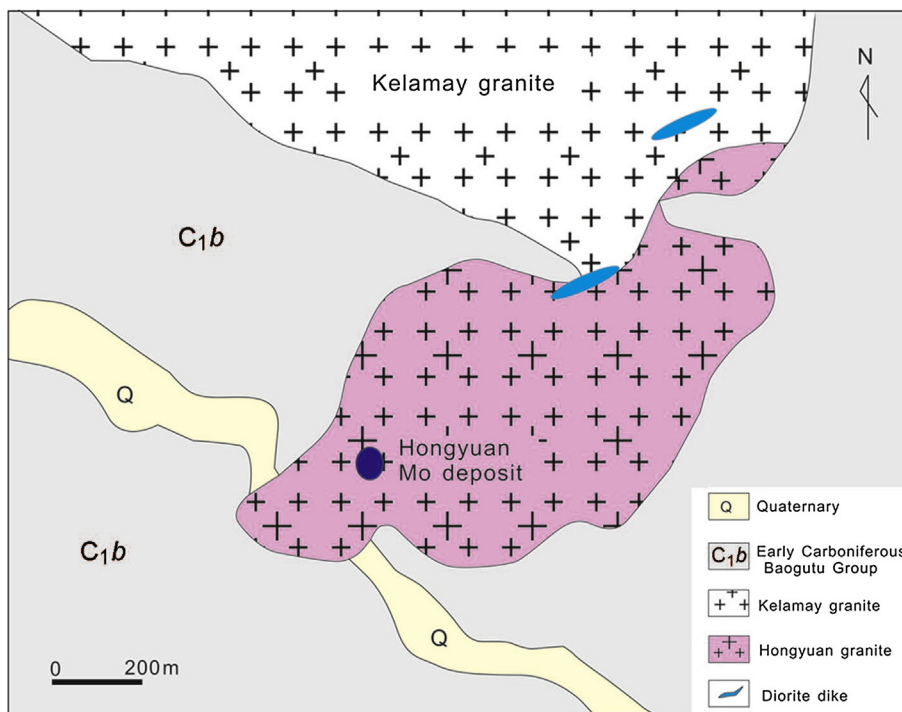 Kelamay granite
N
C₁b
Q
Hongyuan
Mo deposit
C₁b
Q
0 200m
Q Quaternary
C₁b Early Carboniferous
Baogutu Group
Kelamay granite
Hongyuan granite
Diorite dike